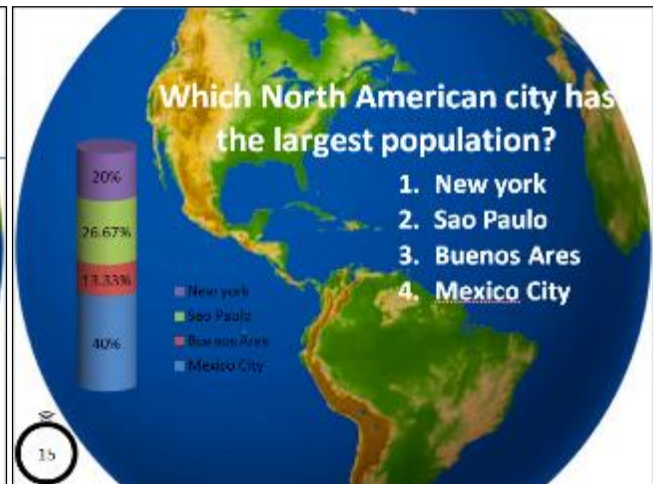 Which North American city has
the largest population?
1. New york
2. Sao Paulo
3. Buenos Ares
4. Mexico City
20%
26.67%
13.33%
40%
New york
Sao Paulo
Buenos Ares
Mexico City
15